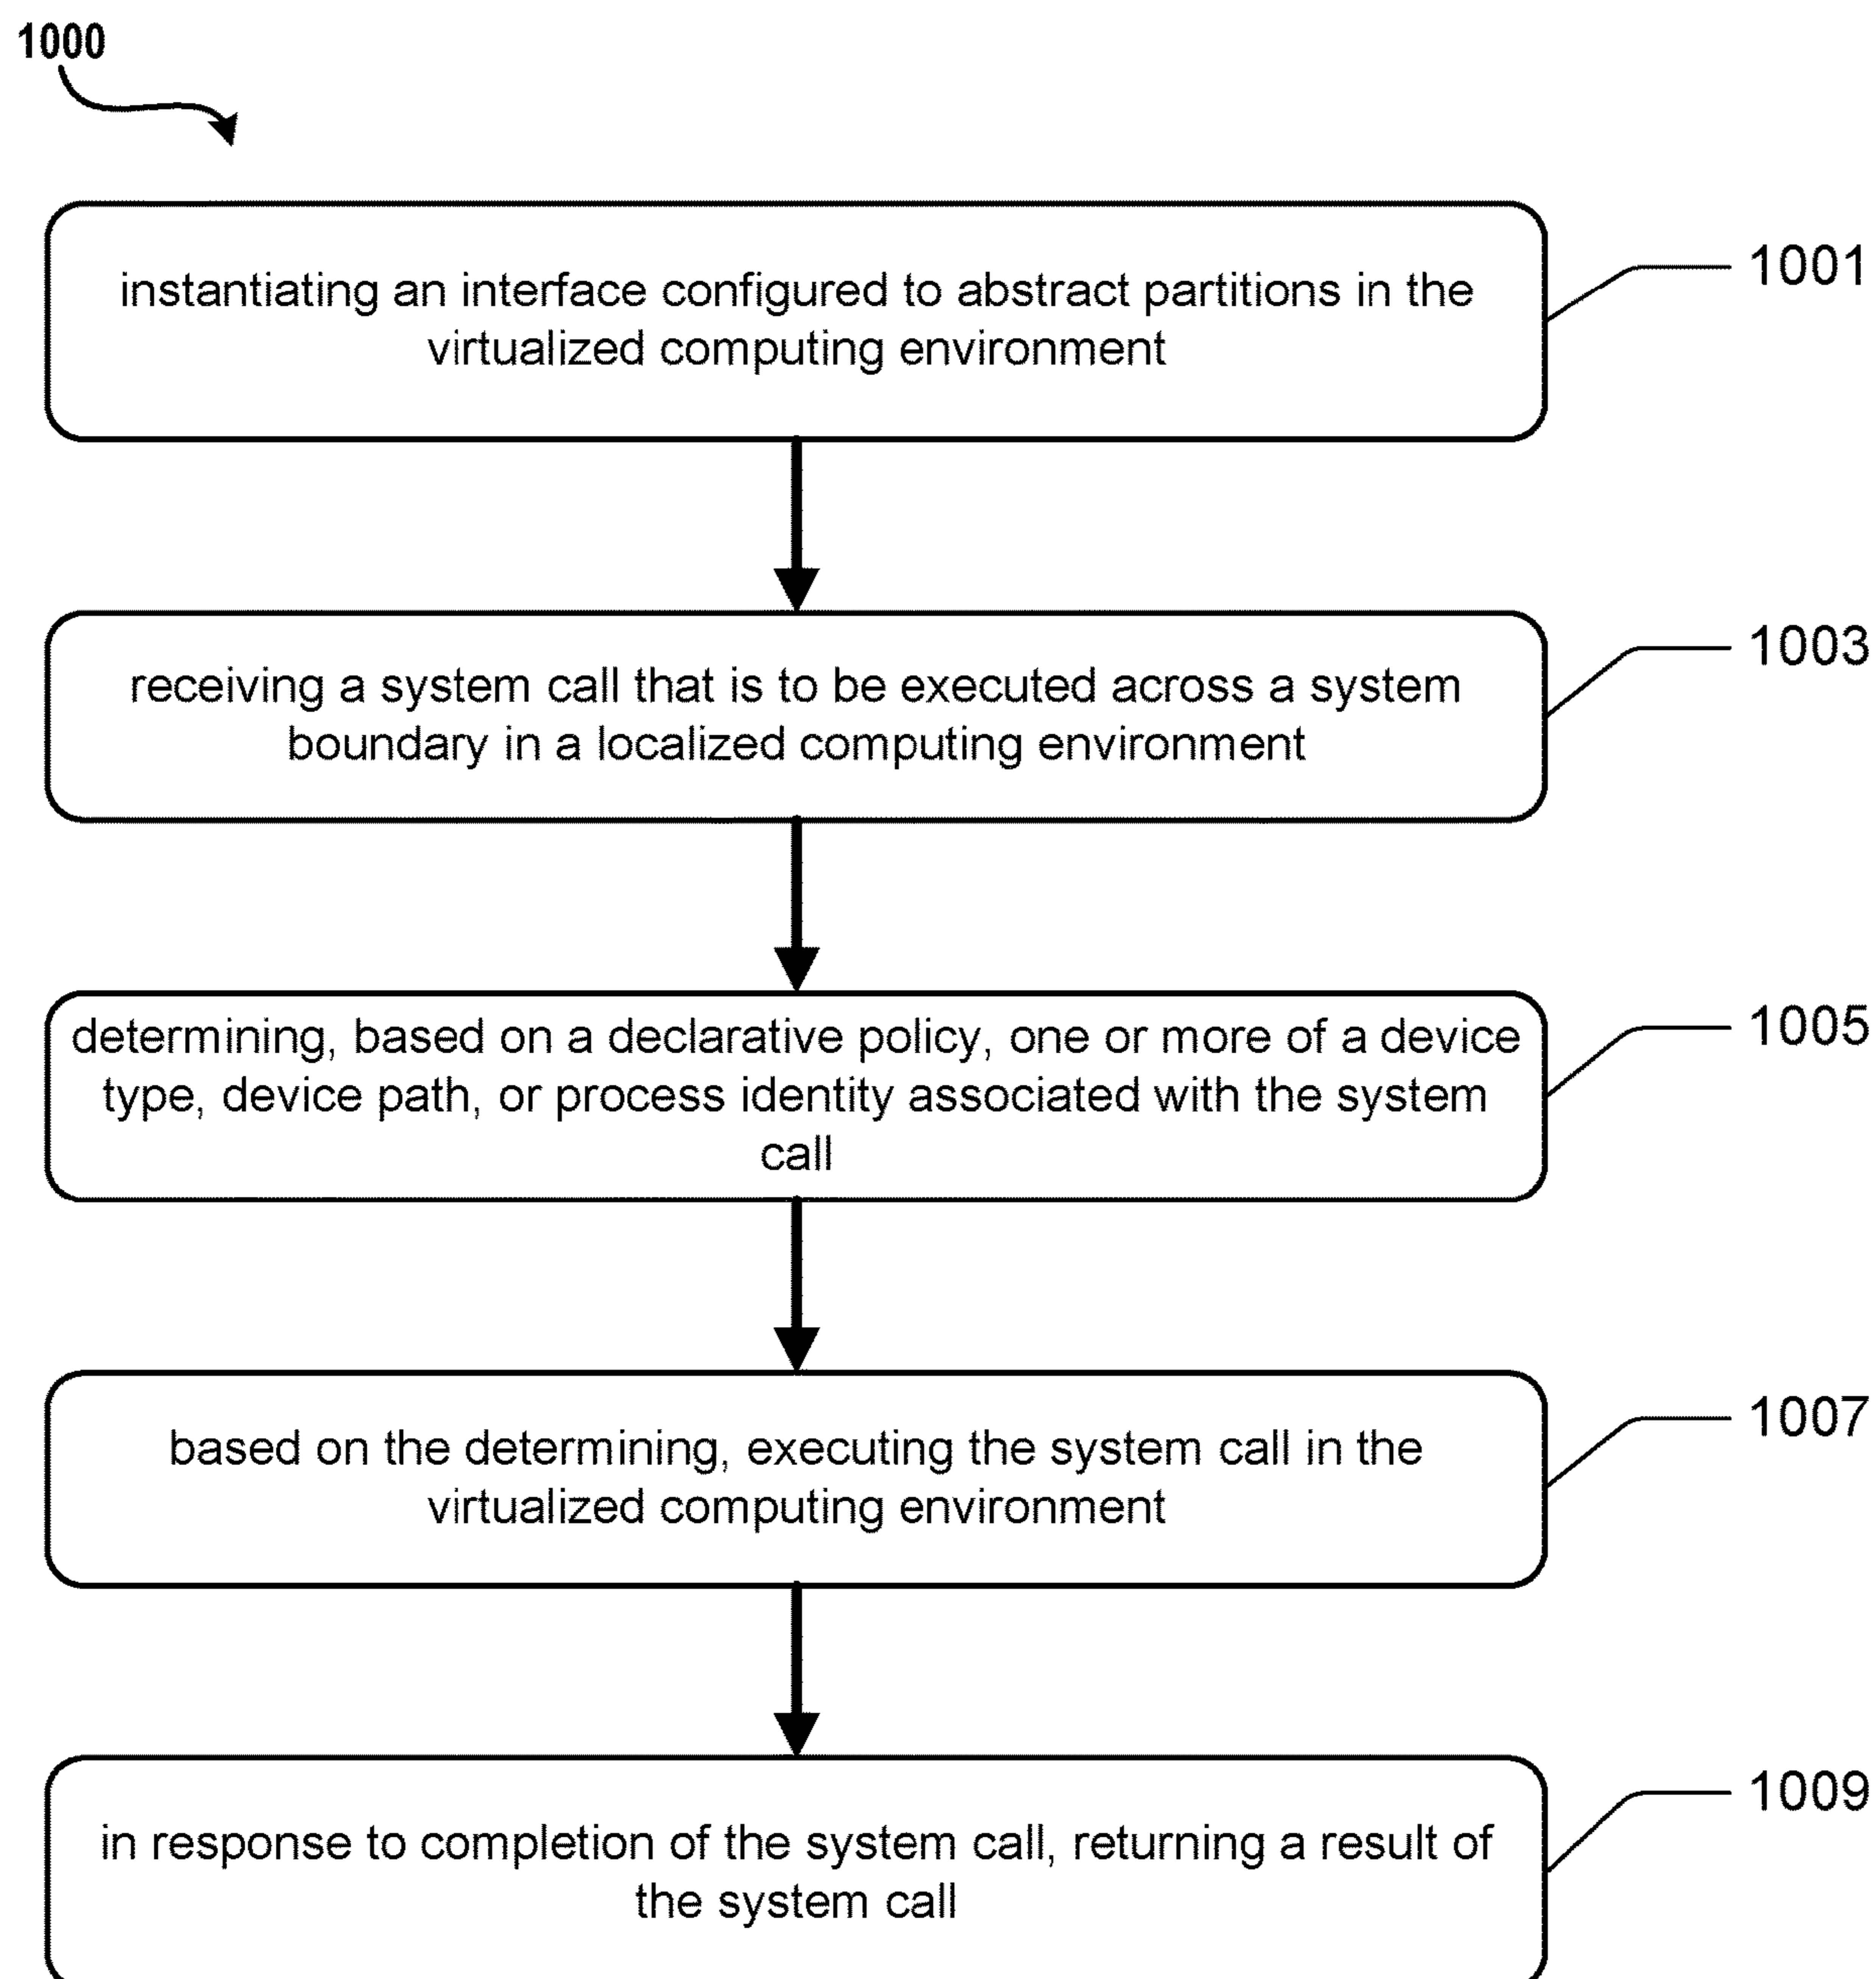 1000
instantiating an interface configured to abstract partitions in the
virtualized computing environment
1001
receiving a system call that is to be executed across a system
boundary in a localized computing environment
1003
determining, based on a declarative policy, one or more of a device
type, device path, or process identity associated with the system
call
1005
based on the determining, executing the system call in the
virtualized computing environment
1007
in response to completion of the system call, returning a result of
the system call
1009